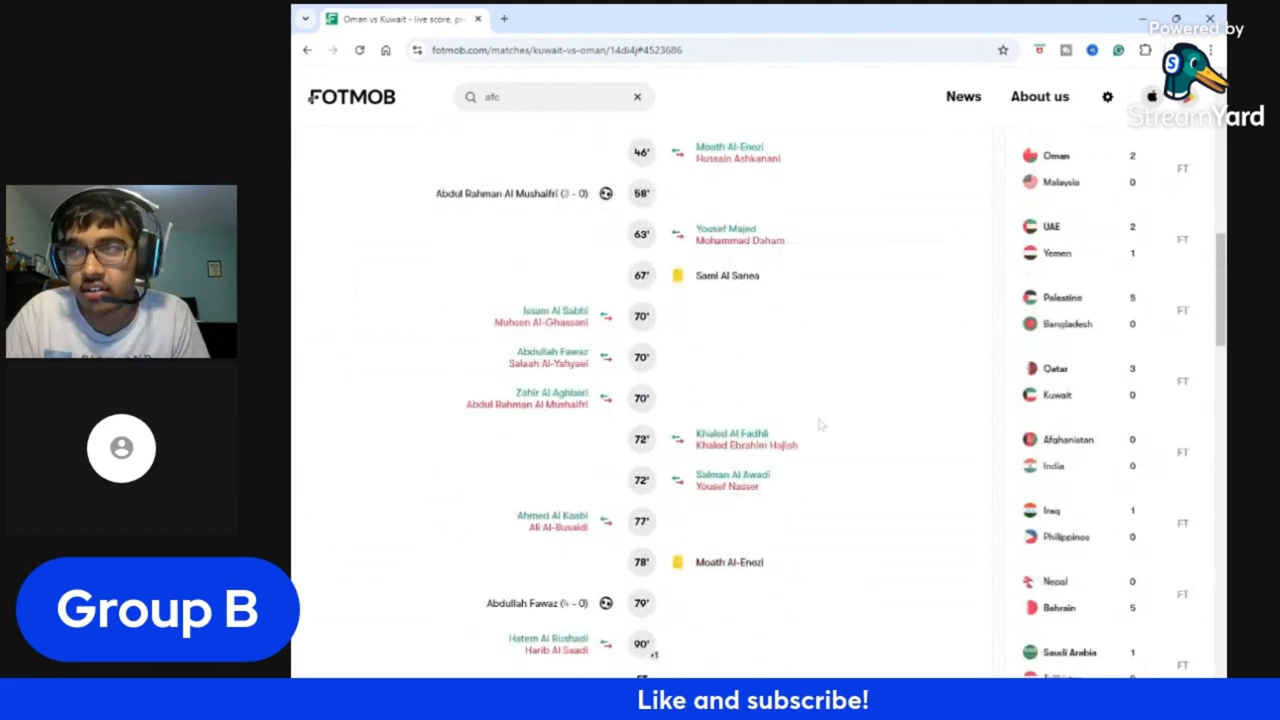 Oman vs Kuwait - live score, pr
fotmob.com/matches/kuwait-vs-oman/14di4j#4523686
Powered by
StreamYard
FOTMOB
afc
News
About us
46'
Moath Al-Enezi
Hussain Ashkanani
Abdul Rahman Al Mushaifri (3 - 0)
58'
63'
Yousef Majed
Mohammad Daham
67'
Sami Al Sanea
Issam Al Sabhi
Muhsen Al-Ghassani
70'
Abdullah Fawaz
Salaah Al-Yahyaei
70'
Zahir Al Aghbari
Abdul Rahman Al Mushaifri
70'
72'
Khaled Al Fadhli
Khaled Ebrahim Hajiah
72'
Salman Al Awadi
Yousef Nasser
Ahmed Al Kaabi
Ali Al-Busaidi
77'
78'
Moath Al-Enezi
Abdullah Fawaz (4 - 0)
79'
Hatem Al Rushadi
Harib Al Saadi
90'
+1
Oman 2
FT
Malaysia 0
UAE 2
FT
Yemen 1
Palestine 5
FT
Bangladesh 0
Qatar 3
FT
Kuwait 0
Afghanistan 0
FT
India 0
Iraq 1
FT
Philippines 0
Nepal 0
FT
Bahrain 5
Saudi Arabia 1
FT
Group B
Like and subscribe!